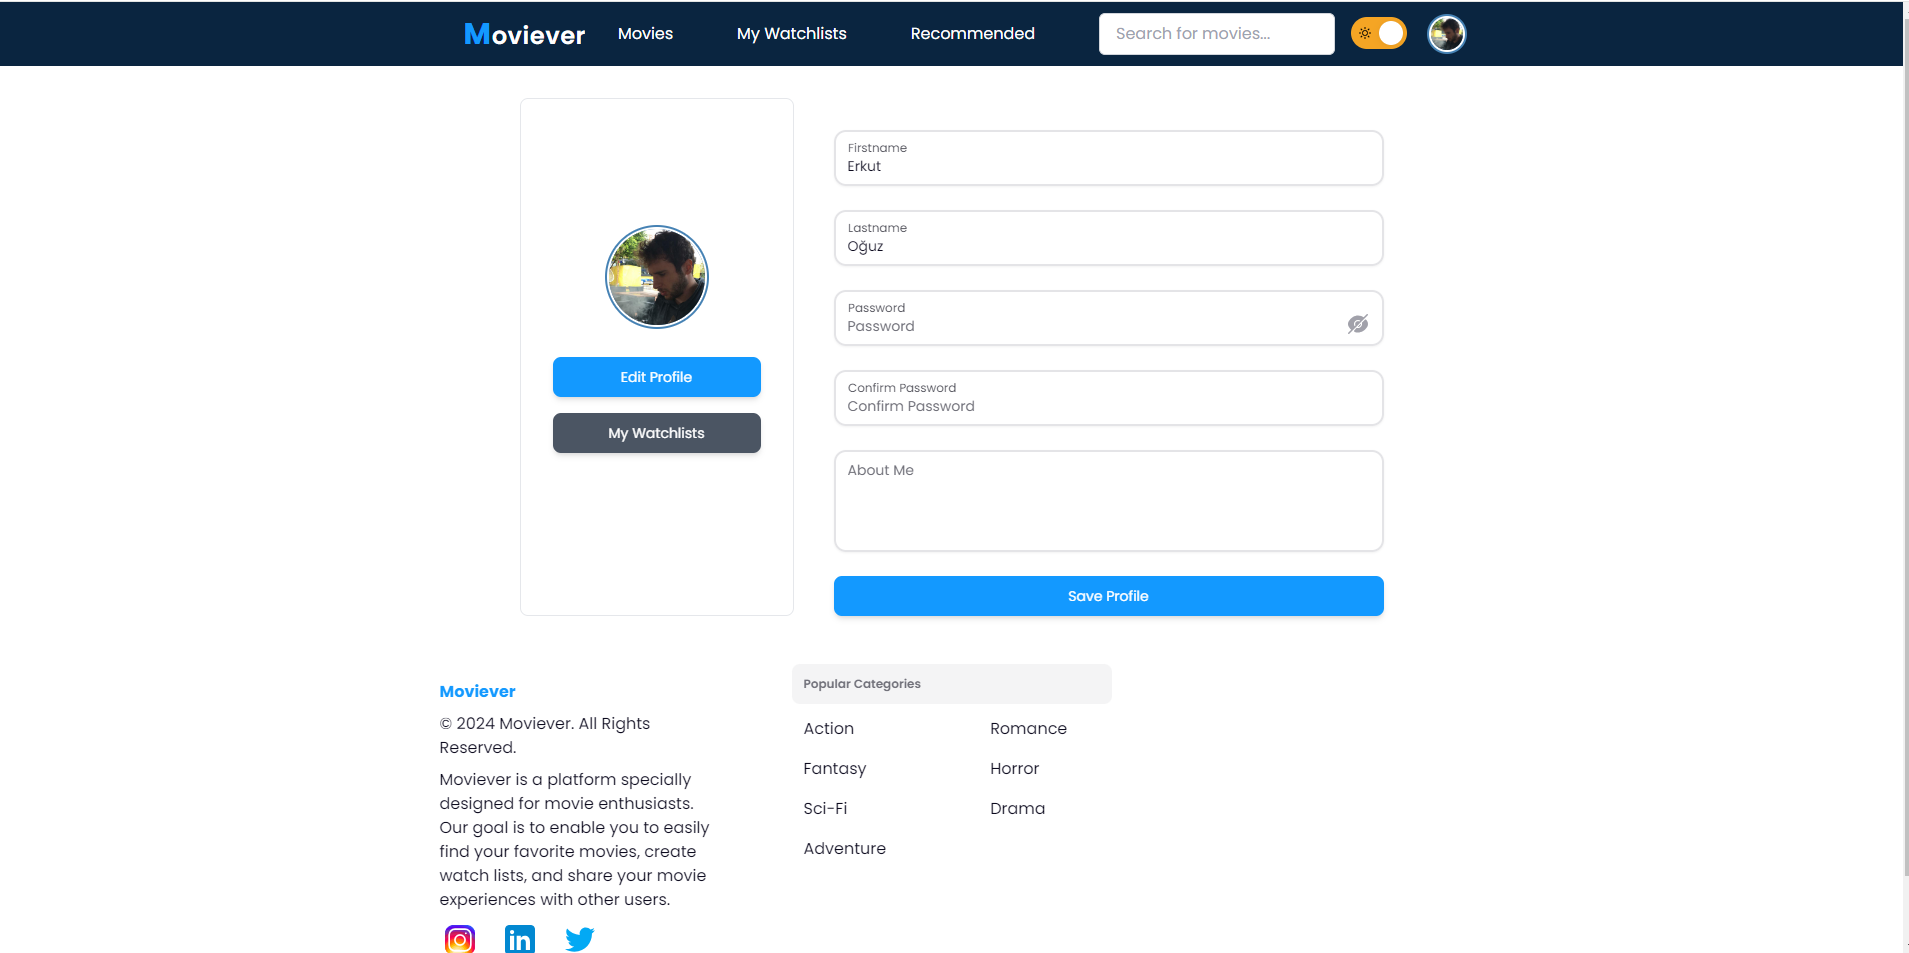 Moviever
Movies
My Watchlists
Recommended
Search for movies...
Edit Profile
My Watchlists
Firstname
Erkut
Lastname
Oğuz
Password
Password
Confirm Password
Confirm Password
About Me
Save Profile
Moviever
© 2024 Moviever. All Rights
Reserved.
Moviever is a platform specially
designed for movie enthusiasts.
Our goal is to enable you to easily
find your favorite movies, create
watch lists, and share your movie
experiences with other users.
in
Popular Categories
Action
Romance
Fantasy
Horror
Sci-Fi
Drama
Adventure